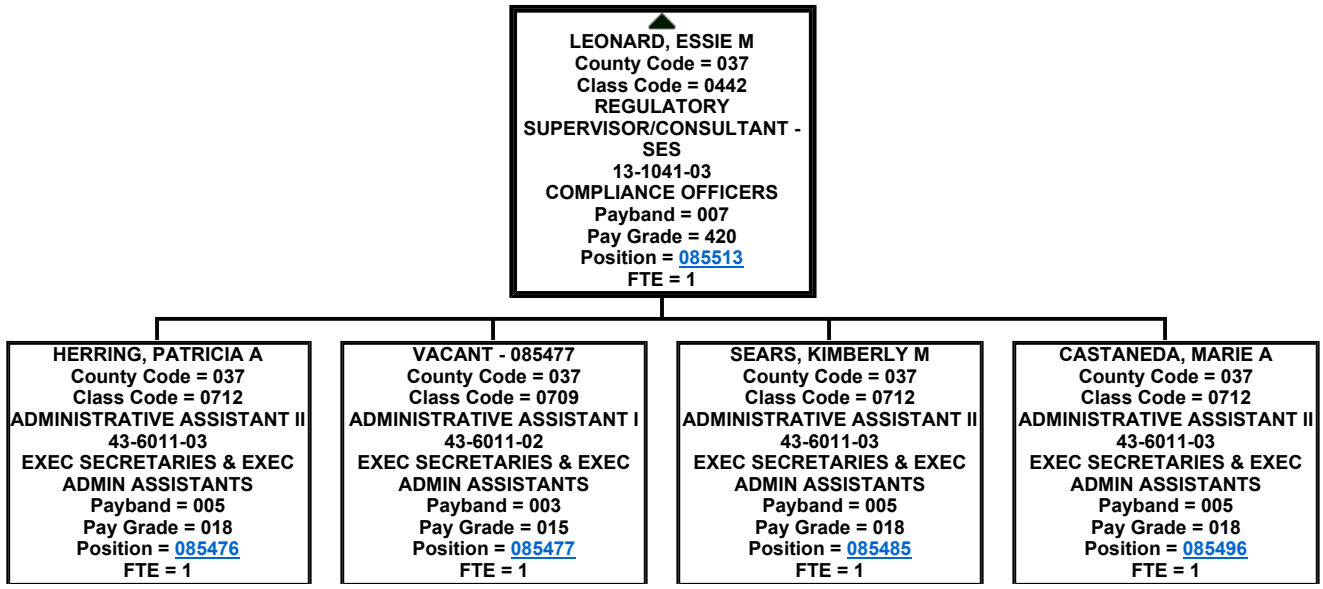 LEONARD, ESSIE M
County Code = 037
Class Code = 0442
REGULATORY
SUPERVISOR/CONSULTANT -
SES
13-1041-03
COMPLIANCE OFFICERS
Payband = 007
Pay Grade = 420
Position = 085513
FTE = 1
HERRING, PATRICIA A
County Code = 037
Class Code = 0712
ADMINISTRATIVE ASSISTANT II
43-6011-03
EXEC SECRETARIES & EXEC
ADMIN ASSISTANTS
Payband = 005
Pay Grade = 018
Position = 085476
FTE = 1
VACANT - 085477
County Code = 037
Class Code = 0709
ADMINISTRATIVE ASSISTANT I
43-6011-02
EXEC SECRETARIES & EXEC
ADMIN ASSISTANTS
Payband = 003
Pay Grade = 015
Position = 085477
FTE = 1
SEARS, KIMBERLY M
County Code = 037
Class Code = 0712
ADMINISTRATIVE ASSISTANT II
43-6011-03
EXEC SECRETARIES & EXEC
ADMIN ASSISTANTS
Payband = 005
Pay Grade = 018
Position = 085485
FTE = 1
CASTANEDA, MARIE A
County Code = 037
Class Code = 0712
ADMINISTRATIVE ASSISTANT II
43-6011-03
EXEC SECRETARIES & EXEC
ADMIN ASSISTANTS
Payband = 005
Pay Grade = 018
Position = 085496
FTE = 1